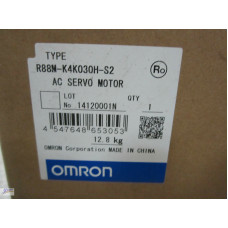 TYPE
R88M-K4K030H-S2
AC SERVO MOTOR
Ro
LOT
No. 14120001N
QTY
1
4 547648 653053
12.8 kg
OMRON Corporation MADE IN CHINA
OMRON